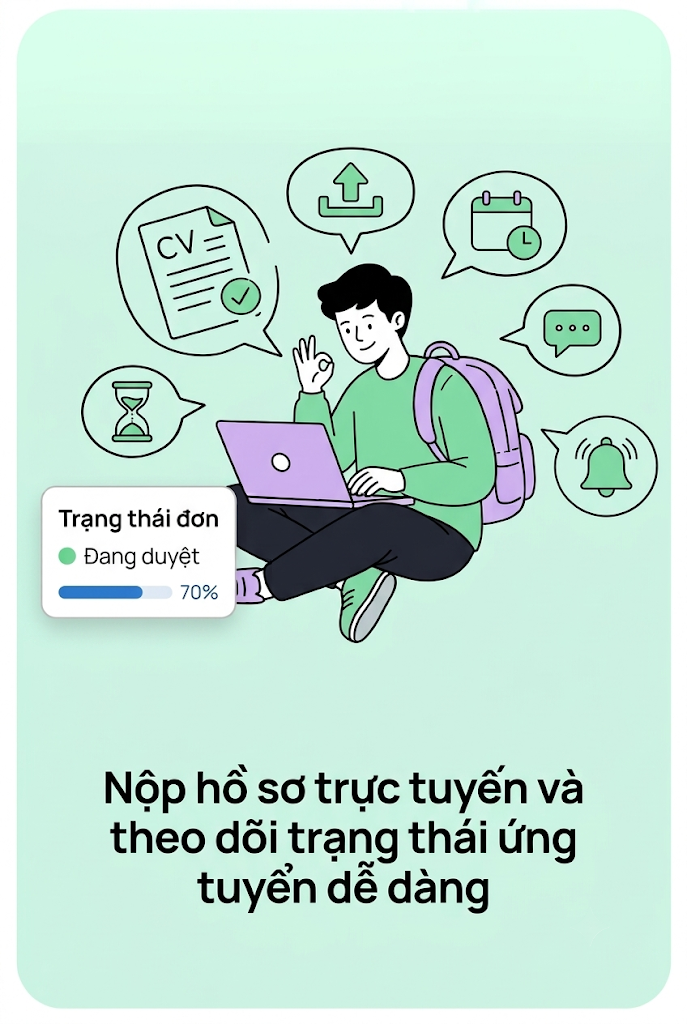 CV
Trạng thái đơn
Đang duyệt
70%
Nộp hồ sơ trực tuyến và
theo dõi trạng thái ứng
tuyển dễ dàng